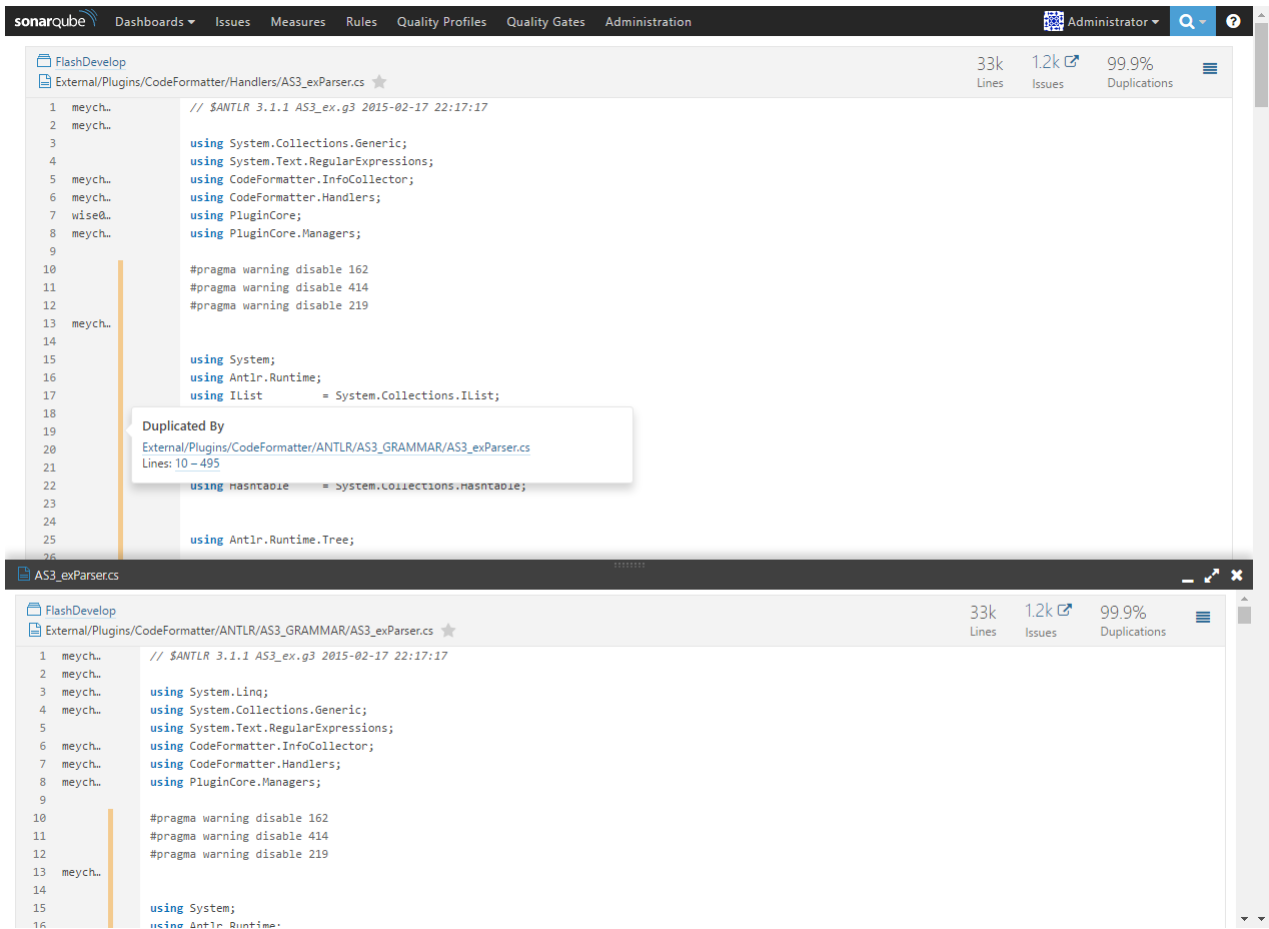 sonarqube Dashboards Issues Measures Rules Quality Profiles Quality Gates Administration Administrator ?
FlashDevelop
External/Plugins/CodeFormatter/Handlers/AS3_exParser.cs
33k Lines
1.2k Issues
99.9% Duplications
1 meych… // $ANTLR 3.1.1 AS3_ex.g3 2015-02-17 22:17:17
2 meych…
3 using System.Collections.Generic;
4 using System.Text.RegularExpressions;
5 meych… using CodeFormatter.InfoCollector;
6 meych… using CodeFormatter.Handlers;
7 wise0… using PluginCore;
8 meych… using PluginCore.Managers;
9
10 #pragma warning disable 162
11 #pragma warning disable 414
12 #pragma warning disable 219
13 meych…
14
15 using System;
16 using Antlr.Runtime;
17 using IList = System.Collections.IList;
18
19
20
21
Duplicated By
External/Plugins/CodeFormatter/ANTLR/AS3_GRAMMAR/AS3_exParser.cs
Lines: 10 – 495
22 using Hashtable = System.Collections.Hashtable;
23
24
25 using Antlr.Runtime.Tree;
26
AS3_exParser.cs
FlashDevelop
External/Plugins/CodeFormatter/ANTLR/AS3_GRAMMAR/AS3_exParser.cs
33k Lines
1.2k Issues
99.9% Duplications
1 meych… // $ANTLR 3.1.1 AS3_ex.g3 2015-02-17 22:17:17
2 meych…
3 meych… using System.Linq;
4 meych… using System.Collections.Generic;
5 using System.Text.RegularExpressions;
6 meych… using CodeFormatter.InfoCollector;
7 meych… using CodeFormatter.Handlers;
8 meych… using PluginCore.Managers;
9
10 #pragma warning disable 162
11 #pragma warning disable 414
12 #pragma warning disable 219
13 meych…
14
15 using System;
16 using Antlr.Runtime;